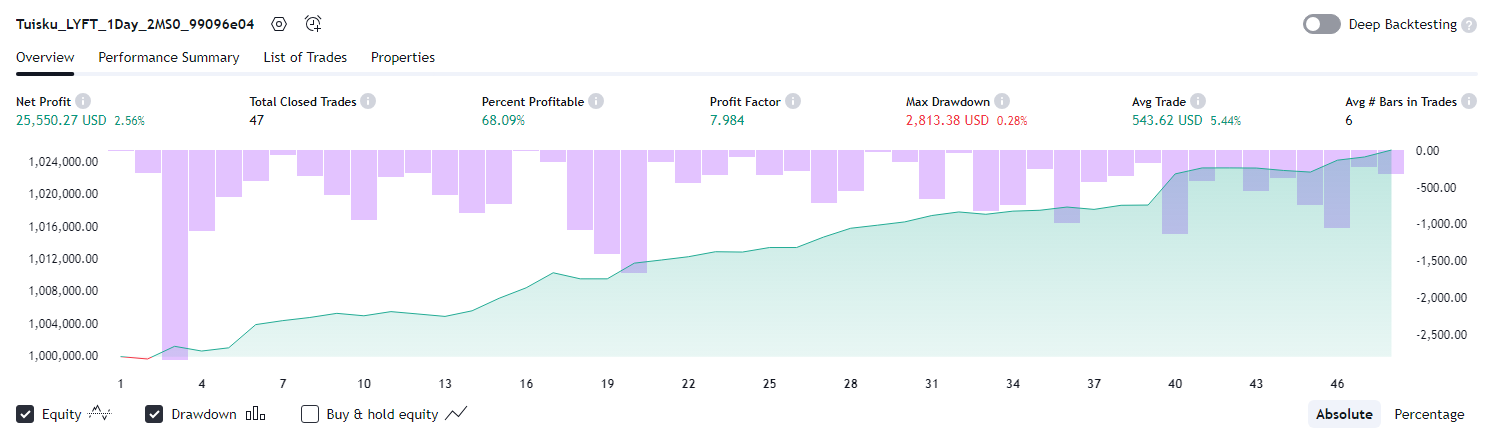 Tuisku_LYFT_1Day_2MS0_99096e04
Deep Backtesting ?
Overview Performance Summary List of Trades Properties
Net Profit i Total Closed Trades i Percent Profitable i Profit Factor i Max Drawdown i Avg Trade i Avg # Bars in Trades i
25,550.27 USD 2.56% 47 68.09% 7.984 2,813.38 USD 0.28% 543.62 USD 5.44% 6
1,024,000.00 0.00
1,020,000.00 -500.00
1,016,000.00 -1,000.00
1,012,000.00 -1,500.00
1,008,000.00 -2,000.00
1,004,000.00 -2,500.00
1,000,000.00
1 4 7 10 13 16 19 22 25 28 31 34 37 40 43 46
Equity Drawdown Buy & hold equity Absolute Percentage